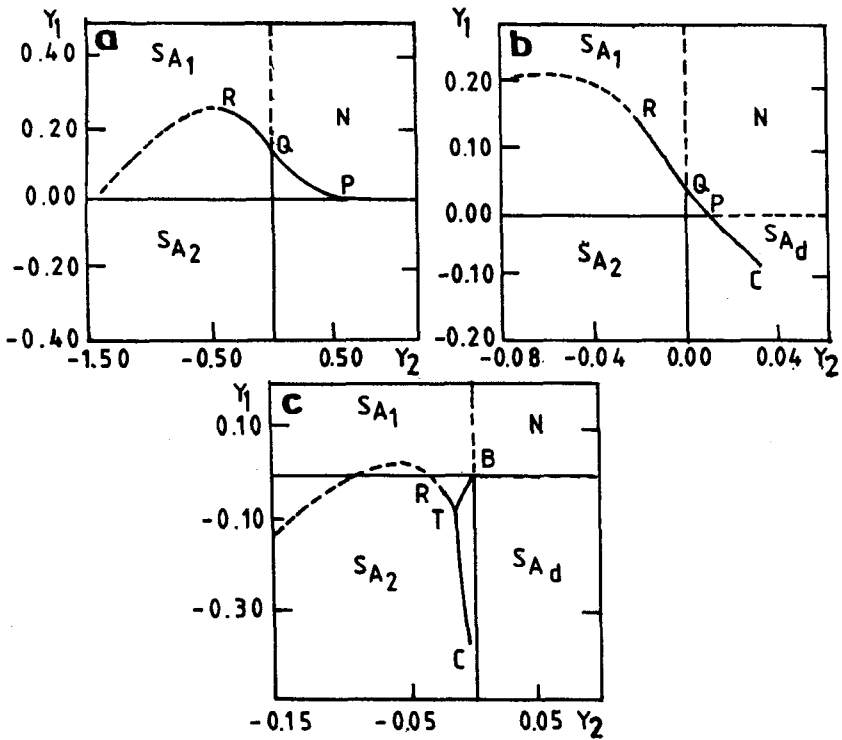 Y1 a
0.40 SA1
R
0.20 N
Q
P
0.00
SA2
-0.20
-0.40
-1.50 -0.50 0.50 Y2
Y1 b SA1
0.20
R N
0.10
Q
P
0.00
SAd
SA2
-0.10 C
-0.20
-0.08 -0.04 0.00 0.04 Y2
Y1 c SA1
0.10 N
B
R
-0.10 T
SA2 SAd
-0.30
C
-0.15 -0.05 0.05 Y2